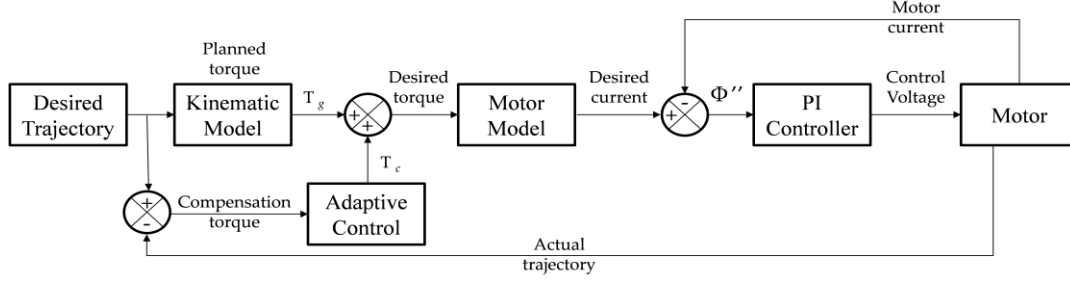 Motor
current
Planned
torque
Desired
torque
Desired
current
Control
Voltage
Desired
Trajectory
Kinematic
Model
T g
+
+
Motor
Model
-
+
Φ″
PI
Controller
Motor
T c
+
-
Compensation
torque
Adaptive
Control
Actual
trajectory